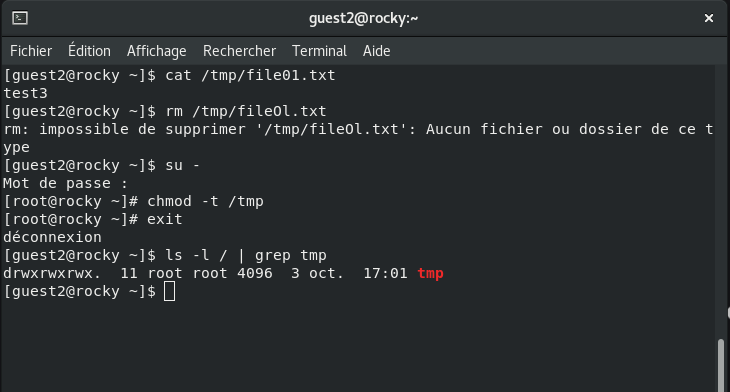 guest2@rocky:~
Fichier Édition Affichage Rechercher Terminal Aide
[guest2@rocky ~]$ cat /tmp/file01.txt
test3
[guest2@rocky ~]$ rm /tmp/fileOl.txt
rm: impossible de supprimer '/tmp/fileOl.txt': Aucun fichier ou dossier de ce t
ype
[guest2@rocky ~]$ su -
Mot de passe :
[root@rocky ~]# chmod -t /tmp
[root@rocky ~]# exit
déconnexion
[guest2@rocky ~]$ ls -l / | grep tmp
drwxrwxrwx.  11 root root 4096  3 oct.  17:01 tmp
[guest2@rocky ~]$